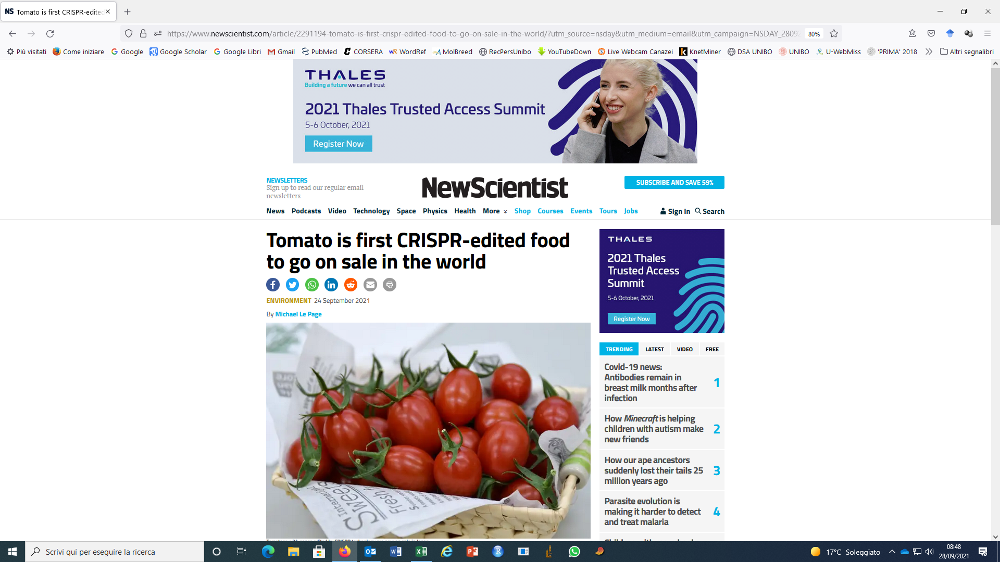 NS Tomato is first CRISPR-edited
https://www.newscientist.com/article/2291194-tomato-is-first-crispr-edited-food-to-go-on-sale-in-the-world/?utm_source=nsday&utm_medium=email&utm_campaign=NSDAY_2809
80%
Più visitati Come iniziare Google Google Scholar Google Libri Gmail PubMed CORSERA WordRef MolBreed RecPersUnibo YouTubeDown Live Webcam Canazei KnetMiner DSA UNIBO UNIBO U-WebMiss 'PRIMA' 2018 Altri segnalibri
THALES
Building a future we can all trust
2021 Thales Trusted Access Summit
5-6 October, 2021
Register Now
NEWSLETTERS
Sign up to read our regular email
newsletters
NewScientist
SUBSCRIBE AND SAVE 59%
News Podcasts Video Technology Space Physics Health More Shop Courses Events Tours Jobs Sign In Search
Tomato is first CRISPR-edited food
to go on sale in the world
ENVIRONMENT 24 September 2021
By Michael Le Page
Sweets
Internation
Fresh
THALES
2021 Thales
Trusted Access
Summit
5-6 October, 2021
Register Now
TRENDING LATEST VIDEO FREE
Covid-19 news:
Antibodies remain in
breast milk months after
infection
1
How Minecraft is helping
children with autism make
new friends
2
How our ape ancestors
suddenly lost their tails 25
million years ago
3
Parasite evolution is
making it harder to detect
and treat malaria
4
Scrivi qui per eseguire la ricerca
17°C Soleggiato
08:48
28/09/2021